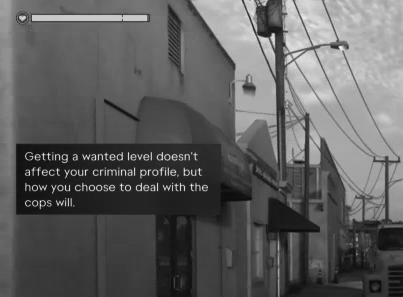 Getting a wanted level doesn't
affect your criminal profile, but
how you choose to deal with the
cops will.